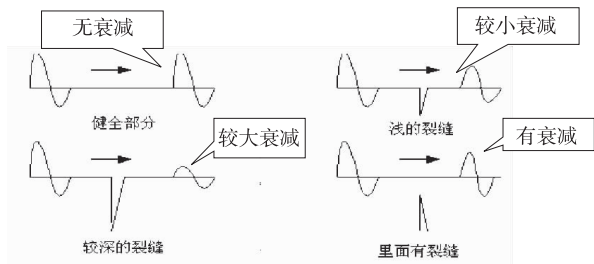 无衰减
较小衰减
健全部分
浅的裂缝
较大衰减
有衰减
较深的裂缝
里面有裂缝